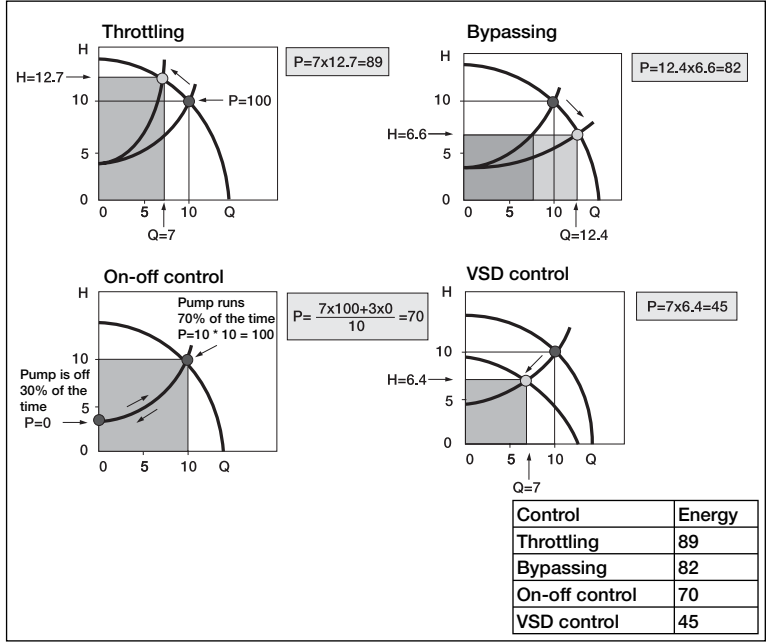 Throttling
H
H=12.7
P=7x12.7=89
10
P=100
5
0
0 5 10 Q
Q=7
Bypassing
H
P=12.4x6.6=82
10
H=6.6
5
0
0 5 10 Q
Q=12.4
On-off control
H
Pump runs
70% of the time
P=10 * 10 = 100
P= 7x100+3x0 =70
10
10
Pump is off
30% of the
time
P=0
5
0
0 5 10 Q
VSD control
H
P=7x6.4=45
10
H=6.4
5
0
0 5 10 Q
Q=7
Control Energy
Throttling 89
Bypassing 82
On-off control 70
VSD control 45